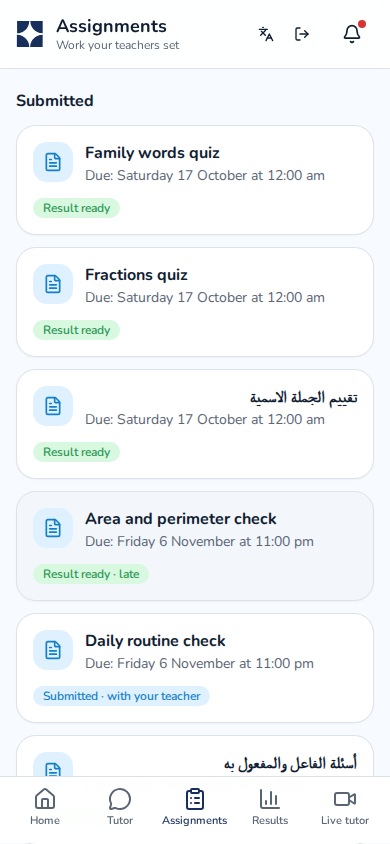 Assignments
Work your teachers set
Submitted
Family words quiz
Due: Saturday 17 October at 12:00 am
Result ready
Fractions quiz
Due: Saturday 17 October at 12:00 am
Result ready
تقييم الجملة الاسمية
Due: Saturday 17 October at 12:00 am
Result ready
Area and perimeter check
Due: Friday 6 November at 11:00 pm
Result ready · late
Daily routine check
Due: Friday 6 November at 11:00 pm
Submitted · with your teacher
أسئلة الفاعل والمفعول به
Home
Tutor
Assignments
Results
Live tutor